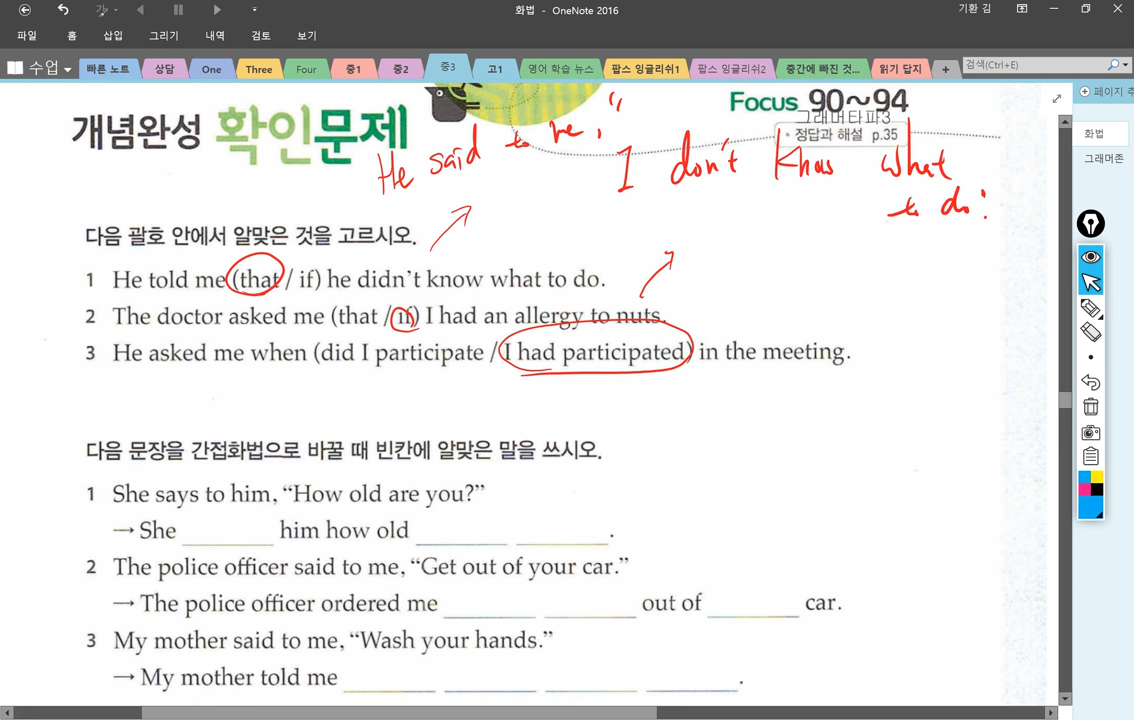 화법 - OneNote 2016
기환 김
파일 홈 삽입 그리기 내역 검토 보기
수업 빠른 노트 상담 One Three Four 중1 중2 중3 고1 영어 학습 뉴스 팝스 잉글리쉬1 팝스 잉글리쉬2 중간에 빠진 것... 읽기 답지 + 검색(Ctrl+E)
페이지 추
화법
그래머존
개념완성 확인문제
Focus 90~94
그래머타파3
• 정답과 해설 p.35
He said to me, "I don't know what
to do."
다음 괄호 안에서 알맞은 것을 고르시오.
1 He told me (that / if) he didn't know what to do.
2 The doctor asked me (that / if) I had an allergy to nuts.
3 He asked me when (did I participate / I had participated) in the meeting.
다음 문장을 간접화법으로 바꿀 때 빈칸에 알맞은 말을 쓰시오.
1 She says to him, “How old are you?”
→ She ________ him how old ________ ________.
2 The police officer said to me, “Get out of your car.”
→ The police officer ordered me ________ ________ out of ________ car.
3 My mother said to me, “Wash your hands.”
→ My mother told me ________ ________ ________ ________.